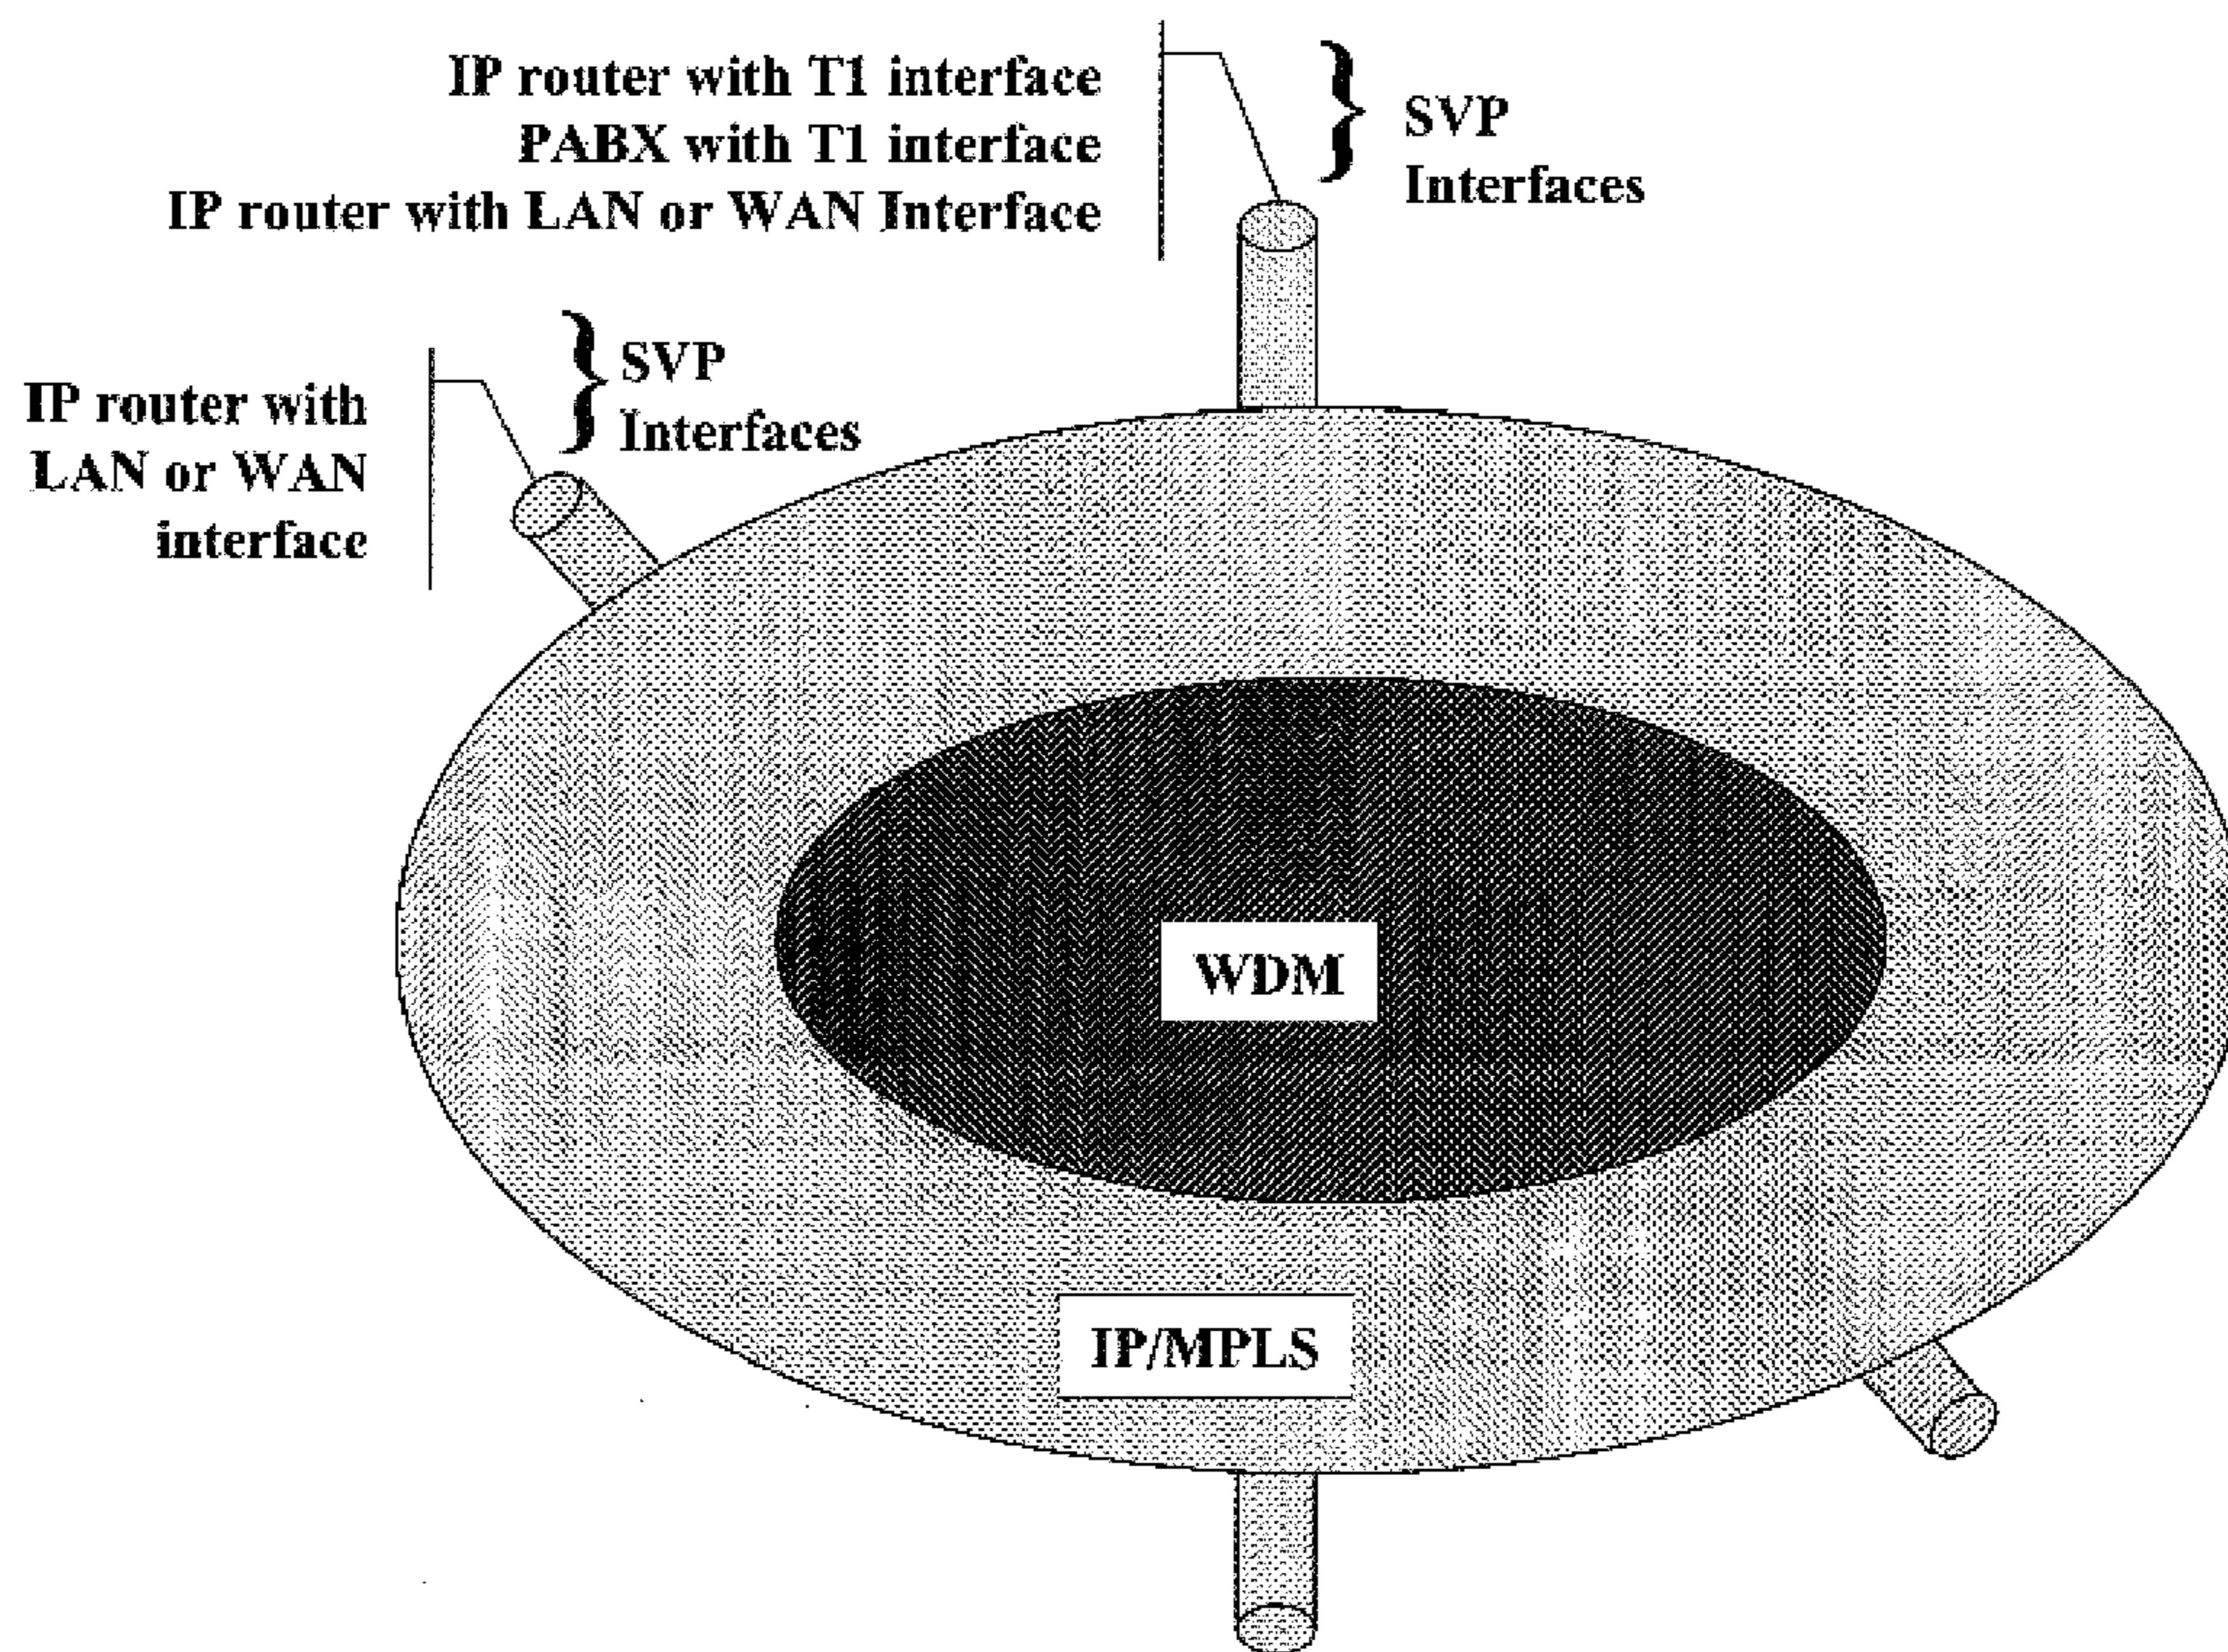 IP router with T1 interface
PABX with T1 interface
IP router with LAN or WAN Interface
SVP
Interfaces
SVP
Interfaces
IP router with
LAN or WAN
interface
WDM
IP/MPLS